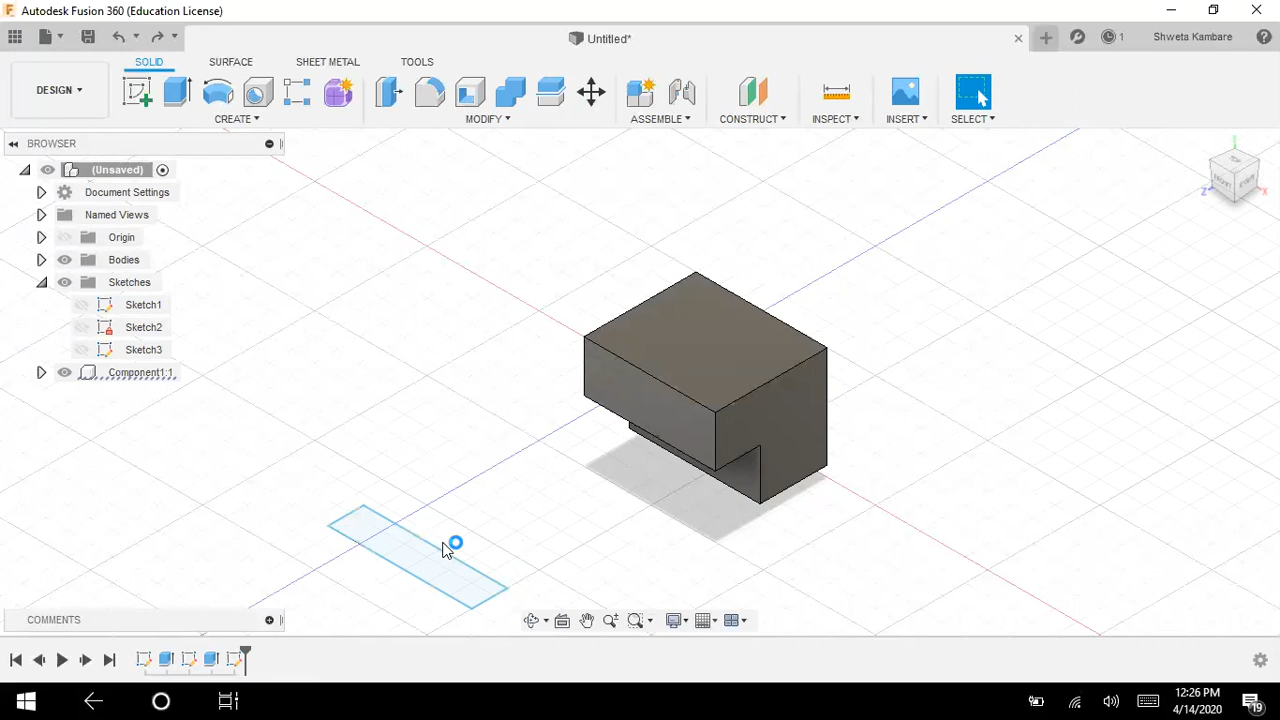 Autodesk Fusion 360 (Education License)
Untitled*
1
Shweta Kambare
DESIGN
SOLID
SURFACE
SHEET METAL
TOOLS
CREATE
MODIFY
ASSEMBLE
CONSTRUCT
INSPECT
INSERT
SELECT
BROWSER
(Unsaved)
Document Settings
Named Views
Origin
Bodies
Sketches
Sketch1
Sketch2
Sketch3
Component1:1
Z
X
COMMENTS
12:26 PM
4/14/2020
19